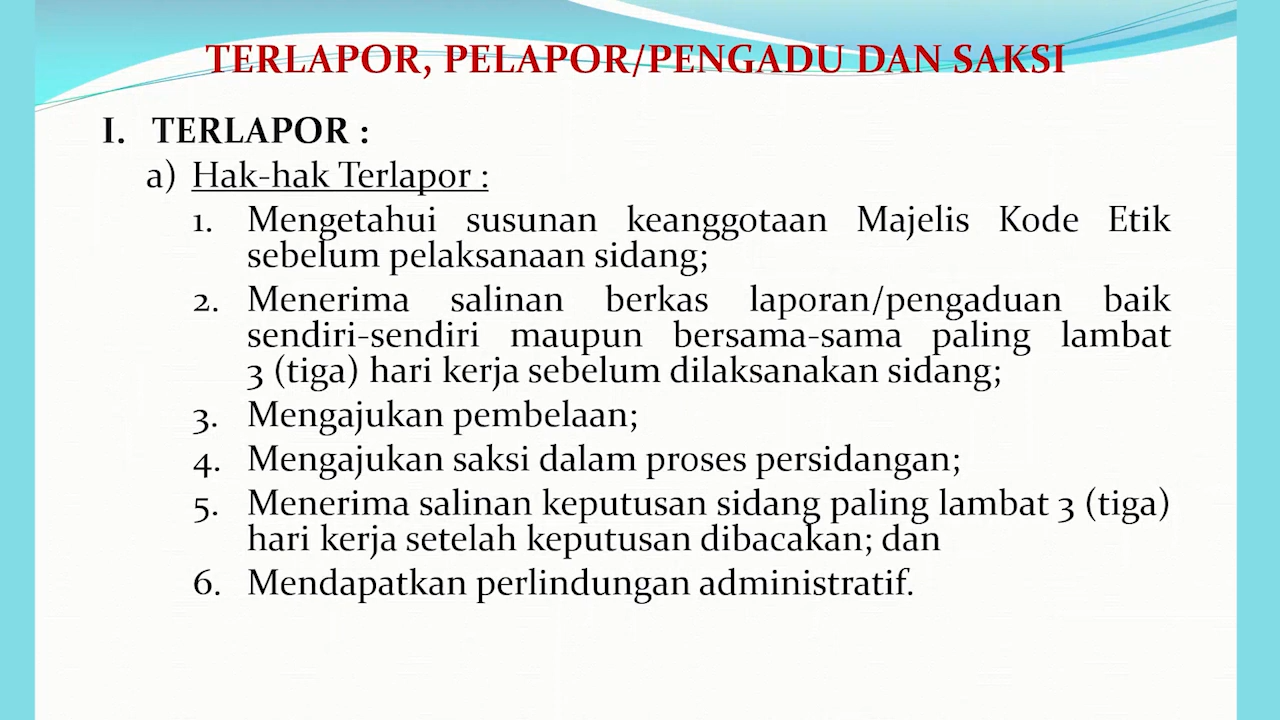 TERLAPOR, PELAPOR/PENGADU DAN SAKSI
I. TERLAPOR :
a) Hak-hak Terlapor :
1. Mengetahui susunan keanggotaan Majelis Kode Etik
sebelum pelaksanaan sidang;
2. Menerima salinan berkas laporan/pengaduan baik
sendiri-sendiri maupun bersama-sama paling lambat
3 (tiga) hari kerja sebelum dilaksanakan sidang;
3. Mengajukan pembelaan;
4. Mengajukan saksi dalam proses persidangan;
5. Menerima salinan keputusan sidang paling lambat 3 (tiga)
hari kerja setelah keputusan dibacakan; dan
6. Mendapatkan perlindungan administratif.